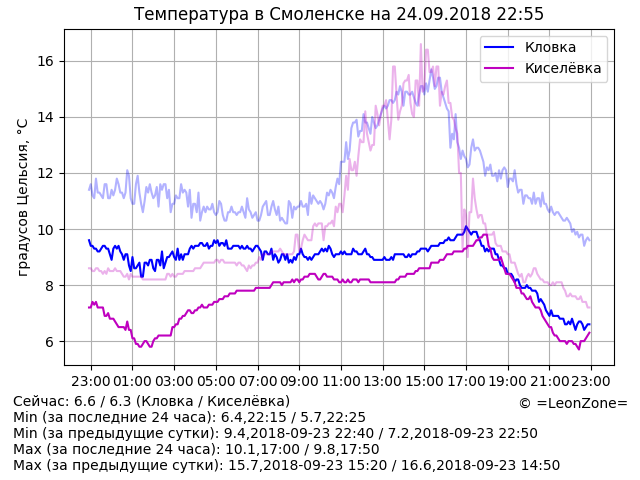 Температура в Смоленске на 24.09.2018 22:55
Кловка
Киселёвка
градусов Цельсия, °C
16
14
12
10
8
6
23:00 01:00 03:00 05:00 07:00 09:00 11:00 13:00 15:00 17:00 19:00 21:00 23:00
© =LeonZone=
Сейчас: 6.6 / 6.3 (Кловка / Киселёвка)
Min (за последние 24 часа): 6.4,22:15 / 5.7,22:25
Min (за предыдущие сутки): 9.4,2018-09-23 22:40 / 7.2,2018-09-23 22:50
Max (за последние 24 часа): 10.1,17:00 / 9.8,17:50
Max (за предыдущие сутки): 15.7,2018-09-23 15:20 / 16.6,2018-09-23 14:50